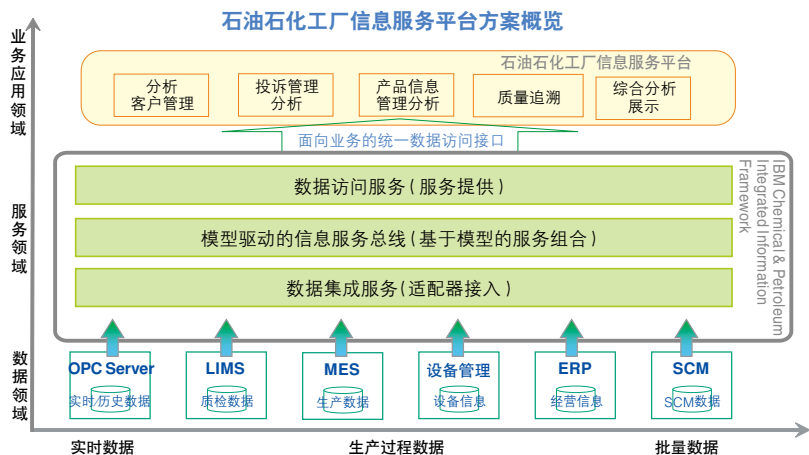 石油石化工厂信息服务平台方案概览
业务应用领域
石油石化工厂信息服务平台
分析
客户管理
投诉管理
分析
产品信息
管理分析
质量追溯
综合分析
展示
面向业务的统一数据访问接口
服务领域
数据访问服务(服务提供)
模型驱动的信息服务总线(基于模型的服务组合)
数据集成服务(适配器接入)
IBM Chemical & Petroleum
Integrated Information
Framework
数据领域
OPC Server
实时/历史数据
LIMS
质检数据
MES
生产数据
设备管理
设备信息
ERP
经营信息
SCM
SCM数据
实时数据
生产过程数据
批量数据